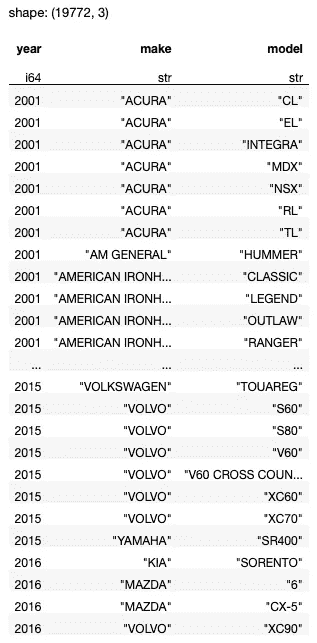 shape: (19772, 3)
year make model
i64 str str
2001 "ACURA" "CL"
2001 "ACURA" "EL"
2001 "ACURA" "INTEGRA"
2001 "ACURA" "MDX"
2001 "ACURA" "NSX"
2001 "ACURA" "RL"
2001 "ACURA" "TL"
2001 "AM GENERAL" "HUMMER"
2001 "AMERICAN IRONH... "CLASSIC"
2001 "AMERICAN IRONH... "LEGEND"
2001 "AMERICAN IRONH... "OUTLAW"
2001 "AMERICAN IRONH... "RANGER"
... ... ...
2015 "VOLKSWAGEN" "TOUAREG"
2015 "VOLVO" "S60"
2015 "VOLVO" "S80"
2015 "VOLVO" "V60"
2015 "VOLVO" "V60 CROSS COUN...
2015 "VOLVO" "XC60"
2015 "VOLVO" "XC70"
2015 "YAMAHA" "SR400"
2016 "KIA" "SORENTO"
2016 "MAZDA" "6"
2016 "MAZDA" "CX-5"
2016 "VOLVO" "XC90"